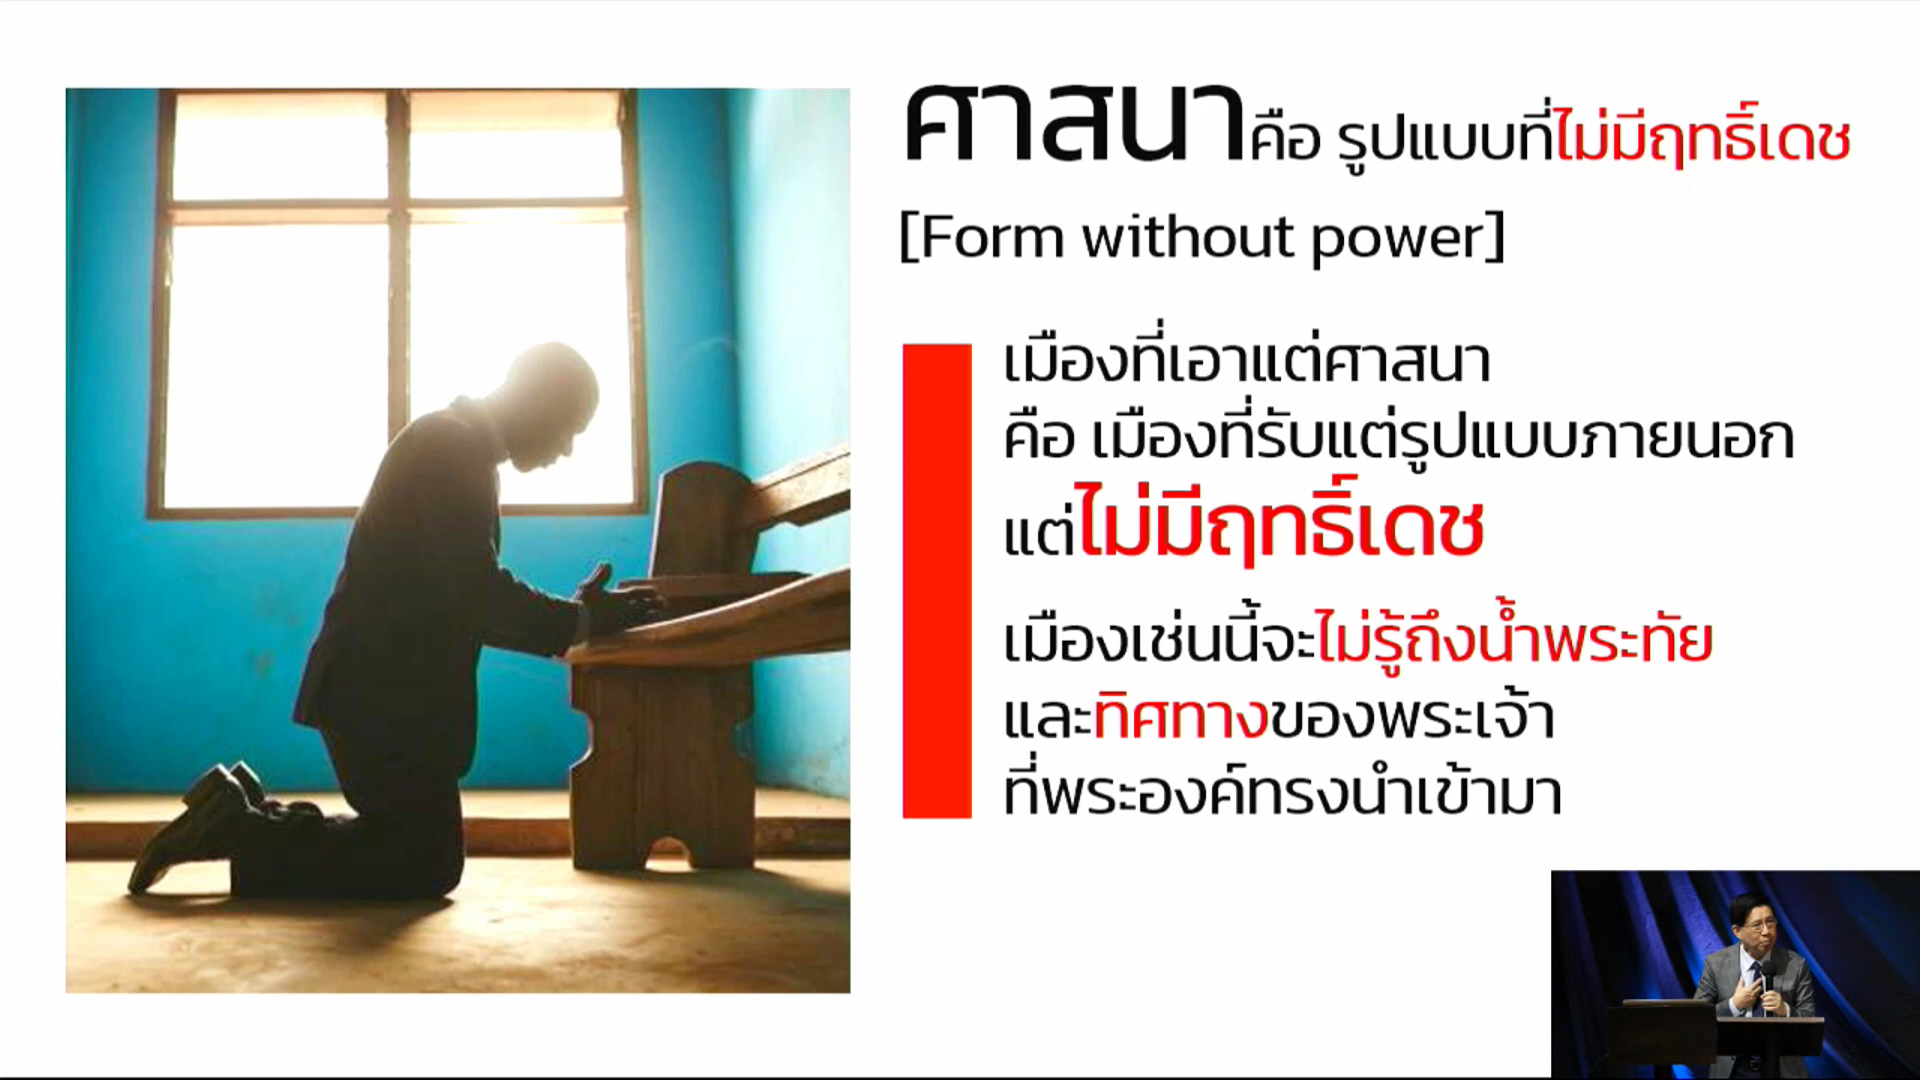 ศาสนาคือ รูปแบบที่ไม่มีฤทธิ์เดช
[Form without power]
เมืองที่เอาแต่ศาสนา
คือ เมืองที่รับแต่รูปแบบภายนอก
แต่ไม่มีฤทธิ์เดช
เมืองเช่นนี้จะไม่รู้ถึงน้ำพระทัย
และทิศทางของพระเจ้า
ที่พระองค์ทรงนำเข้ามา